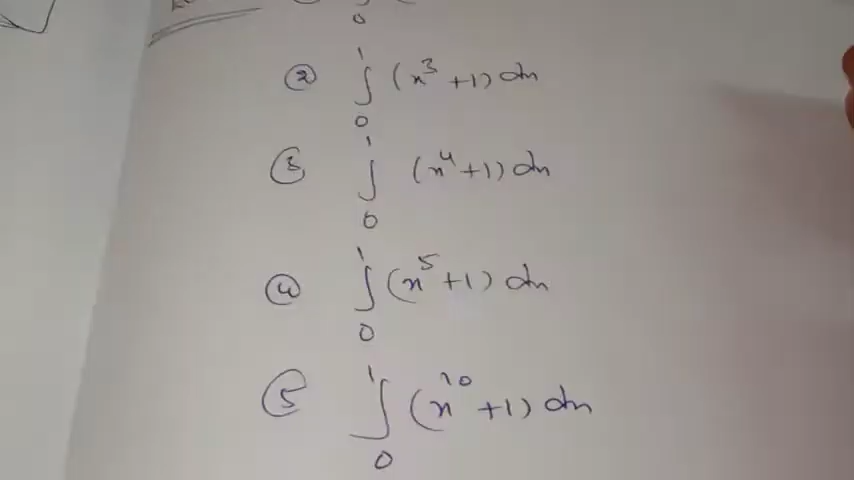 0
② ∫₀¹ (x³ + 1) dx
③ ∫₀¹ (x⁴ + 1) dx
④ ∫₀¹ (x⁵ + 1) dx
⑤ ∫₀¹ (x¹⁰ + 1) dx